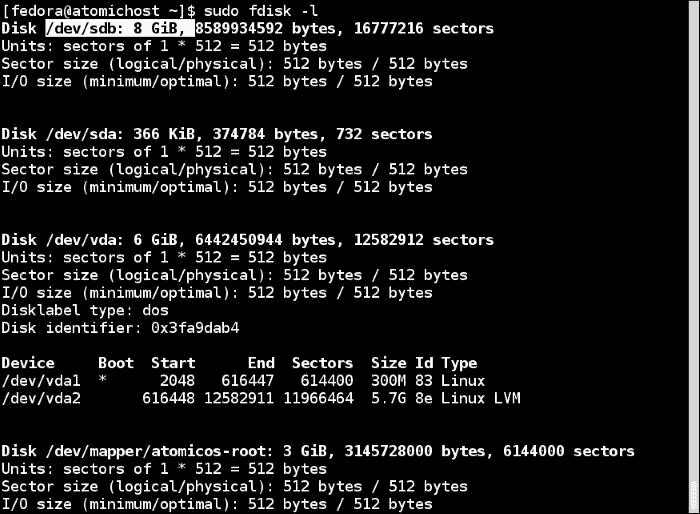 [fedora@atomichost ~]$ sudo fdisk -l
Disk /dev/sdb: 8 GiB, 8589934592 bytes, 16777216 sectors
Units: sectors of 1 * 512 = 512 bytes
Sector size (logical/physical): 512 bytes / 512 bytes
I/O size (minimum/optimal): 512 bytes / 512 bytes
Disk /dev/sda: 366 KiB, 374784 bytes, 732 sectors
Units: sectors of 1 * 512 = 512 bytes
Sector size (logical/physical): 512 bytes / 512 bytes
I/O size (minimum/optimal): 512 bytes / 512 bytes
Disk /dev/vda: 6 GiB, 6442450944 bytes, 12582912 sectors
Units: sectors of 1 * 512 = 512 bytes
Sector size (logical/physical): 512 bytes / 512 bytes
I/O size (minimum/optimal): 512 bytes / 512 bytes
Disklabel type: dos
Disk identifier: 0x3fa9dab4
Device     Boot  Start      End  Sectors  Size Id Type
/dev/vda1  *      2048   616447   614400  300M 83 Linux
/dev/vda2       616448 12582911 11966464  5.7G 8e Linux LVM
Disk /dev/mapper/atomicos-root: 3 GiB, 3145728000 bytes, 6144000 sectors
Units: sectors of 1 * 512 = 512 bytes
Sector size (logical/physical): 512 bytes / 512 bytes
I/O size (minimum/optimal): 512 bytes / 512 bytes